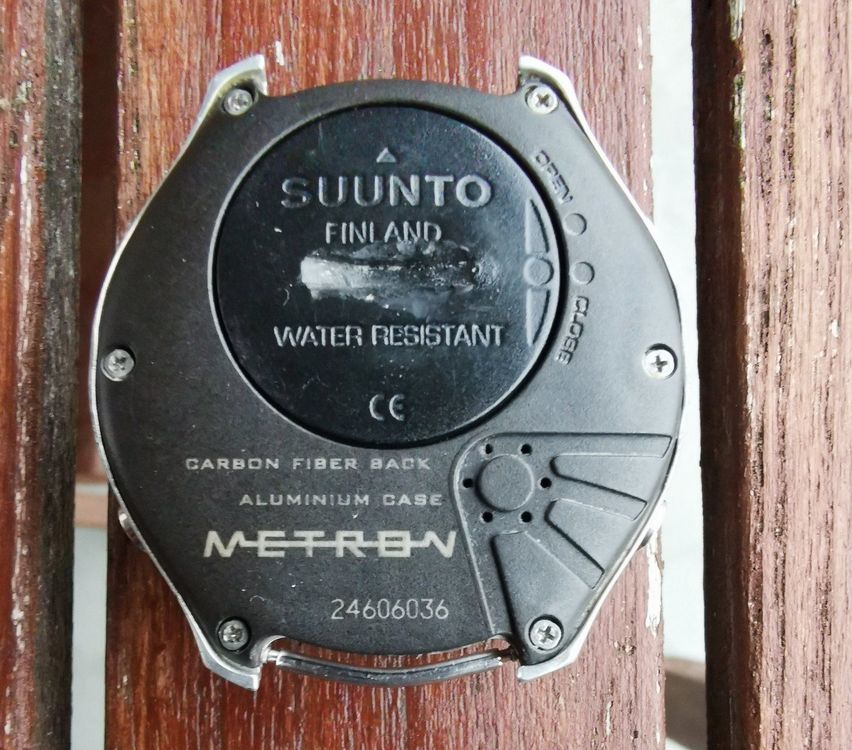 SUUNTO
FINLAND
WATER RESISTANT
CE
OPEN
CLOSE
CARBON FIBER BACK
ALUMINIUM CASE
METRON
24606036